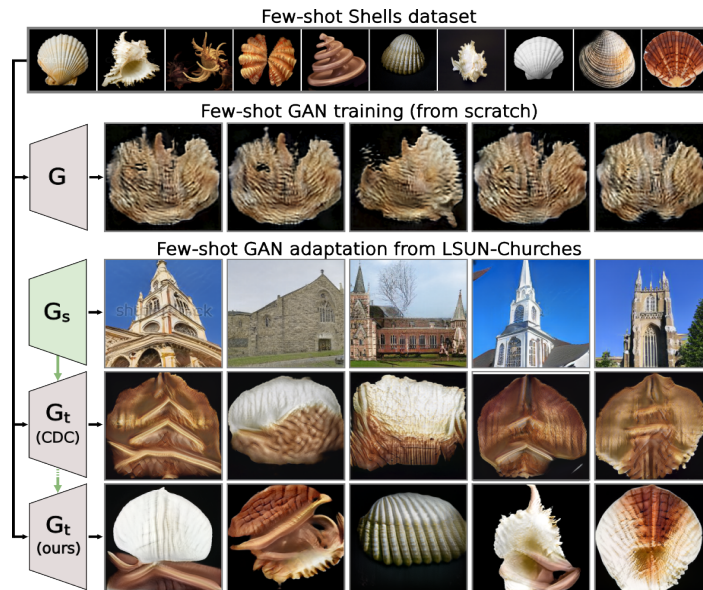 Few-shot Shells dataset
Few-shot GAN training (from scratch)
G
Few-shot GAN adaptation from LSUN-Churches
Gs
Gt
(CDC)
Gt
(ours)